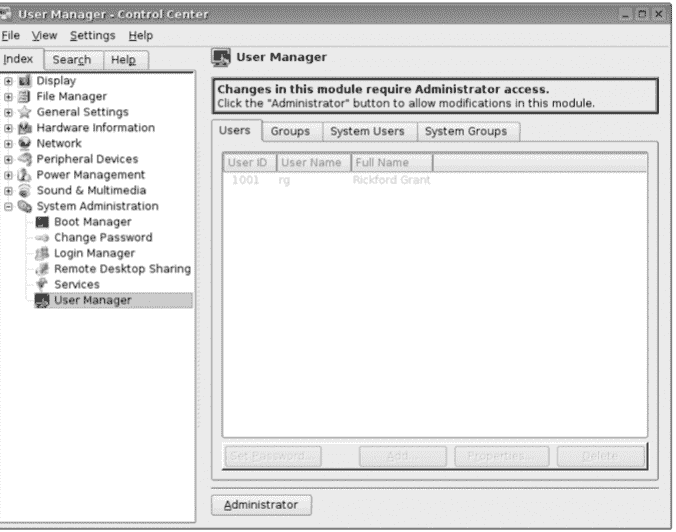 User Manager - Control Center
File View Settings Help
Index Search Help
Display
File Manager
General Settings
Hardware Information
Network
Peripheral Devices
Power Management
Sound & Multimedia
System Administration
Boot Manager
Change Password
Login Manager
Remote Desktop Sharing
Services
User Manager
User Manager
Changes in this module require Administrator access.
Click the "Administrator" button to allow modifications in this module.
Users Groups System Users System Groups
User ID User Name Full Name
1001 rg Rickford Grant
Set Password... Add... Properties... Delete
Administrator